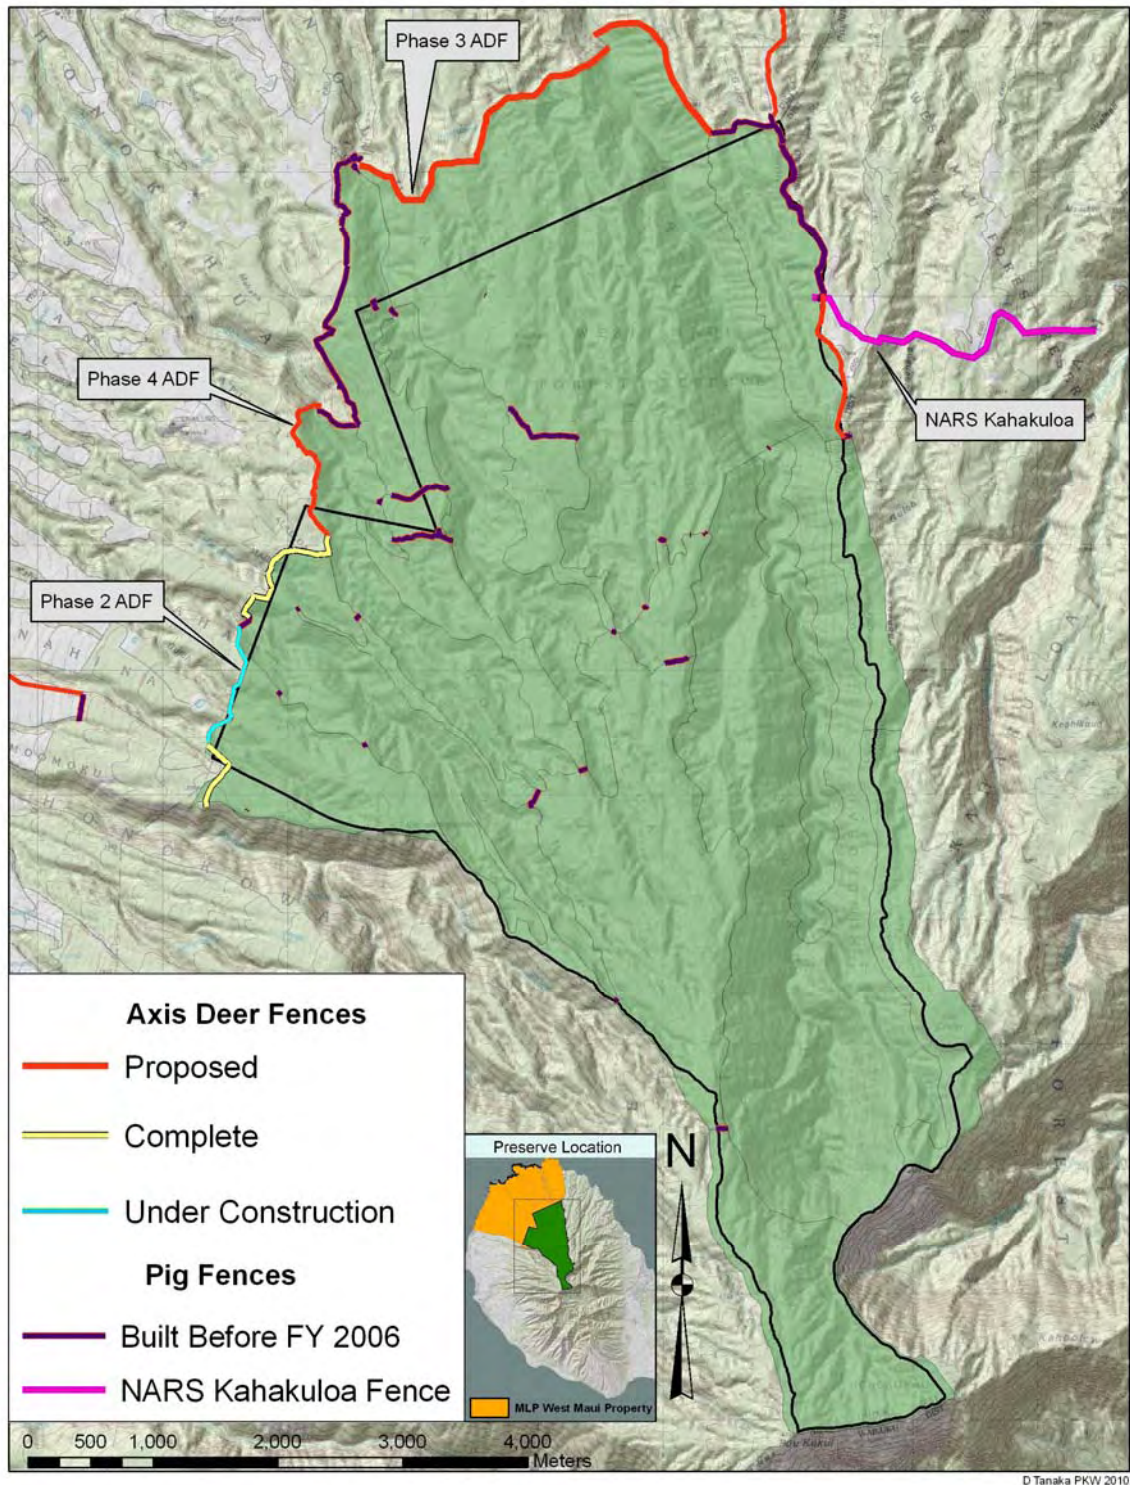 Phase 3 ADF
Phase 4 ADF
NARS Kahakuloa
Phase 2 ADF
MOOMOKU
Axis Deer Fences
Proposed
Complete
Under Construction
Pig Fences
Built Before FY 2006
NARS Kahakuloa Fence
Preserve Location
MLP West Maui Property
N
0 500 1,000 2,000 3,000 4,000
Meters
D Tanaka PKW 2010